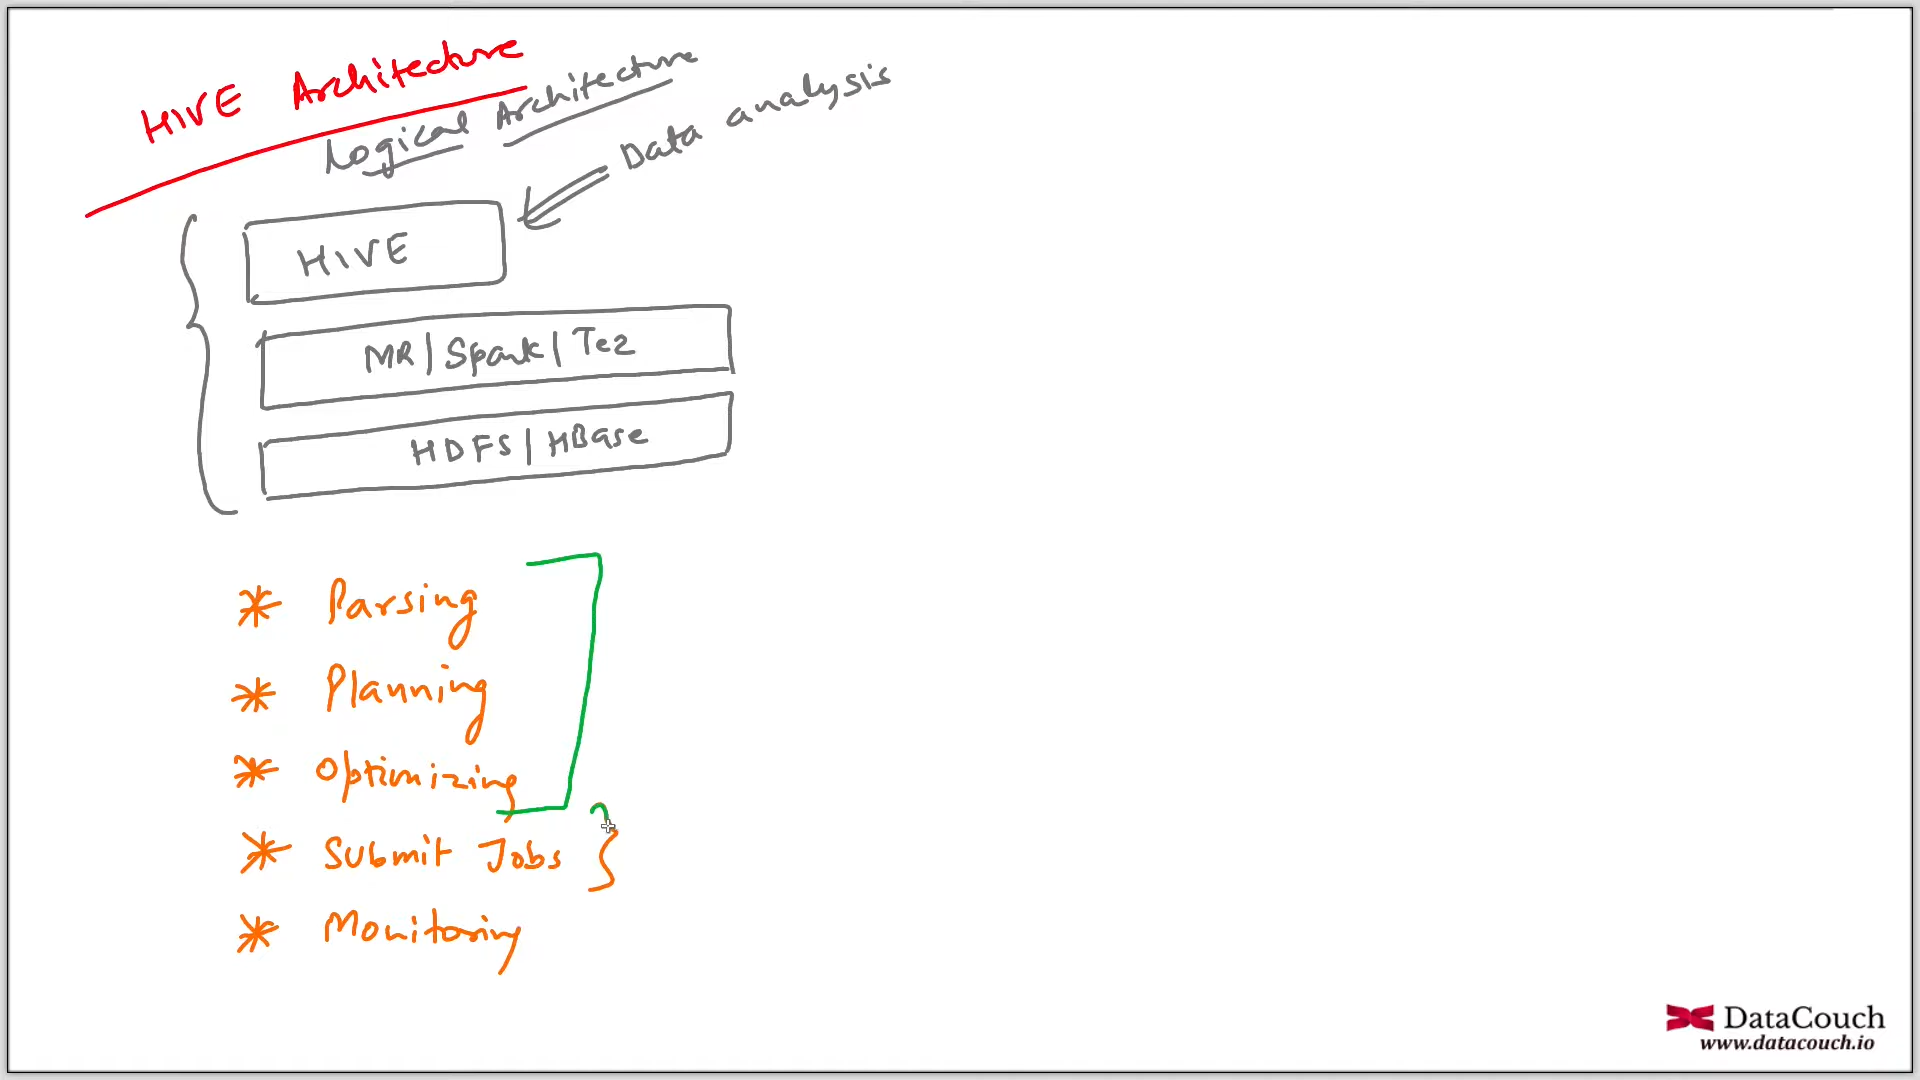 HIVE Architecture
Logical Architecture
Data analysis
HIVE
MR | Spark | Tez
HDFS | HBase
* Parsing
* Planning
* Optimizing
* Submit Jobs
* Monitoring
DataCouch
www.datacouch.io